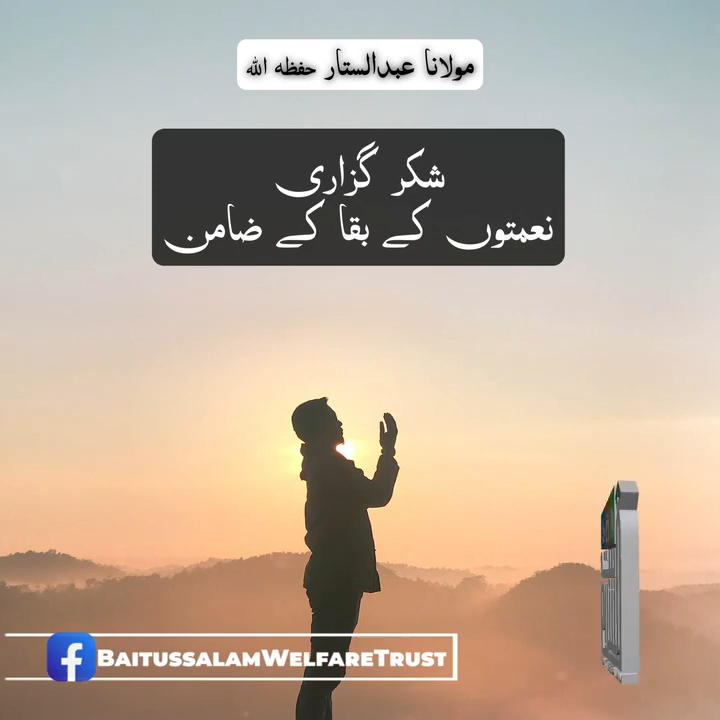 مولانا عبدالستار حفظہ اللہ
شکر گزاری
نعمتوں کے بقا کے ضامن
BAITUSSALAMWELFARETRUST